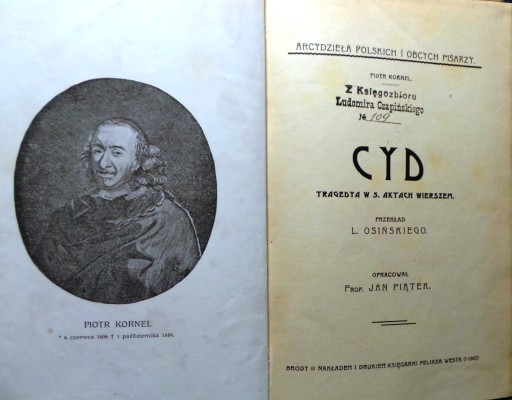 PIOTR KORNEL
* 6 czerwca 1606 † 1 października 1684.
ARCYDZIEŁA POLSKICH I OBCYCH PISARZY.
PIOTR KORNEL.
Z Księgozbioru
Ludomira Czapińskiego
№ 109
CYD
TRAGEDYA W 5. AKTACH WIERSZEM.
PRZEKŁAD
L. OSIŃSKIEGO.
OPRACOWAŁ
PROF. JAN PIĄTEK.
BRODY NAKŁADEM I DRUKIEM KSIĘGARNI FELIKSA WESTA 1907